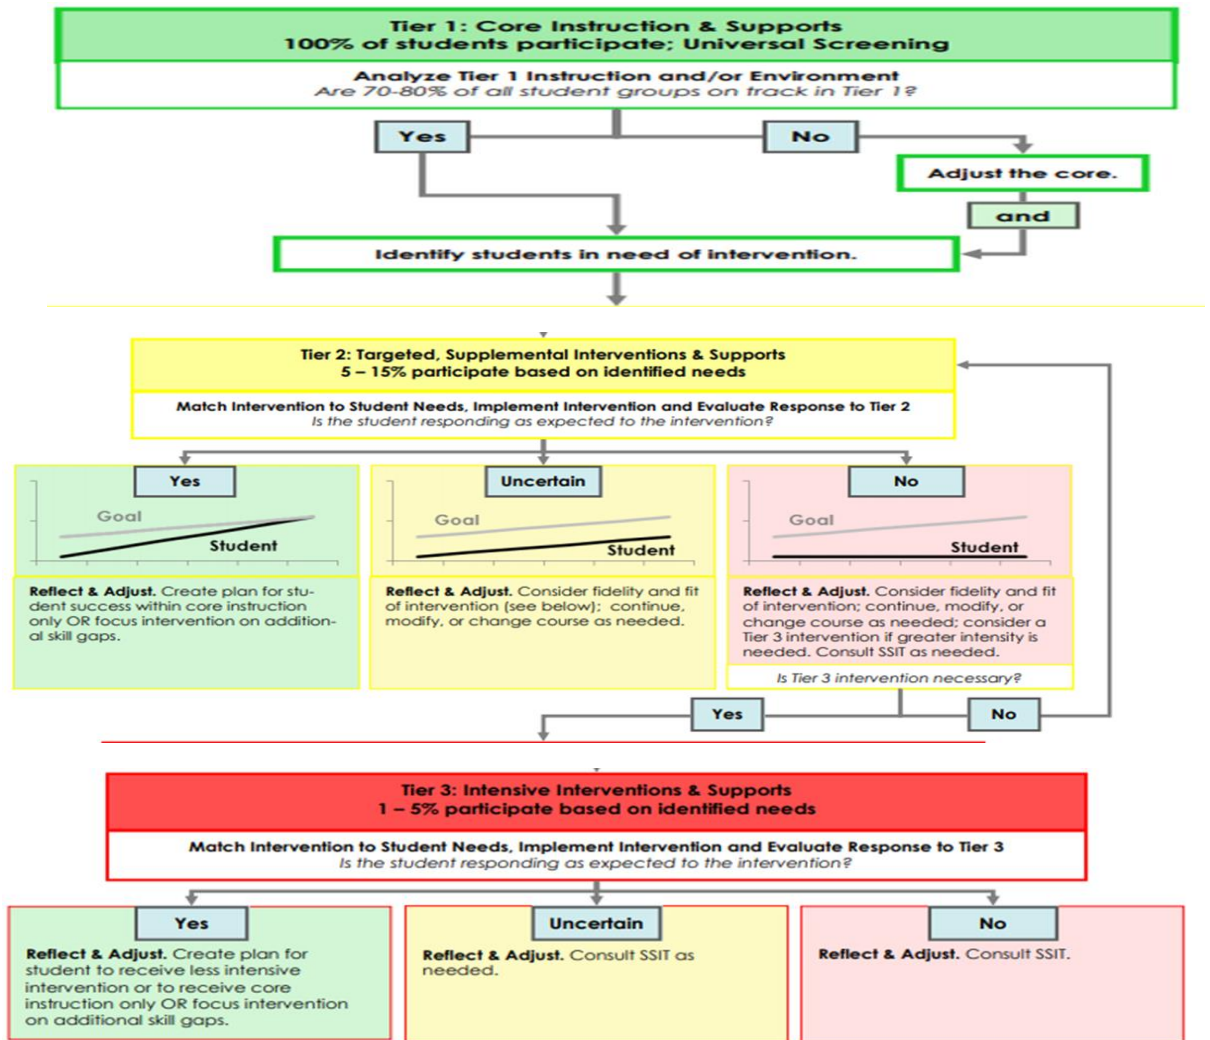 Tier 1: Core Instruction & Supports
100% of students participate; Universal Screening
Analyze Tier 1 Instruction and/or Environment
Are 70-80% of all student groups on track in Tier 1?
Yes
No
Adjust the core.
and
Identify students in need of intervention.
Tier 2: Targeted, Supplemental Interventions & Supports
5 – 15% participate based on identified needs
Match Intervention to Student Needs, Implement Intervention and Evaluate Response to Tier 2
Is the student responding as expected to the intervention?
Yes
Goal
Student
Reflect & Adjust. Create plan for stu-
dent success within core instruction
only OR focus intervention on addition-
al skill gaps.
Uncertain
Goal
Student
Reflect & Adjust. Consider fidelity and fit
of intervention (see below); continue,
modify, or change course as needed.
No
Goal
Student
Reflect & Adjust. Consider fidelity and fit
of intervention; continue, modify, or
change course as needed; consider a
Tier 3 intervention if greater intensity is
needed. Consult SSIT as needed.
Is Tier 3 intervention necessary?
Yes
No
Tier 3: Intensive Interventions & Supports
1 – 5% participate based on identified needs
Match Intervention to Student Needs, Implement Intervention and Evaluate Response to Tier 3
Is the student responding as expected to the intervention?
Yes
Reflect & Adjust. Create plan for
student to receive less intensive
intervention or to receive core
instruction only OR focus intervention
on additional skill gaps.
Uncertain
Reflect & Adjust. Consult SSIT as
needed.
No
Reflect & Adjust. Consult SSIT.